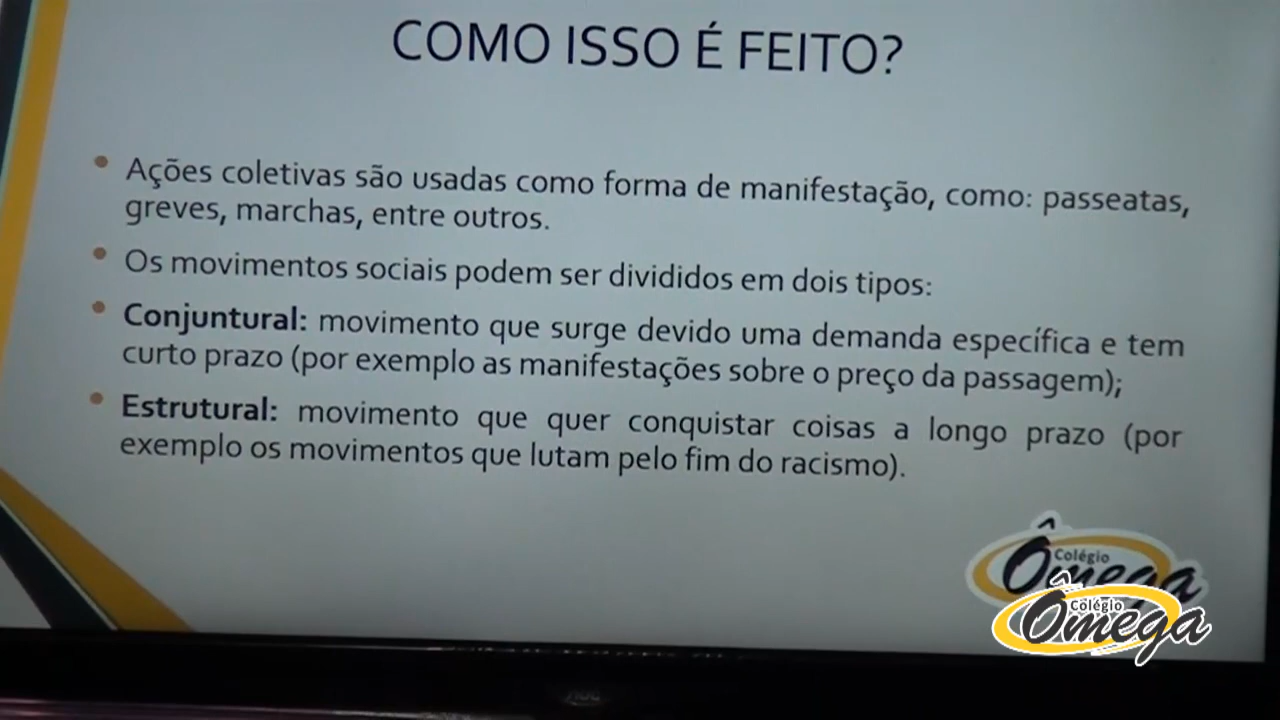 COMO ISSO É FEITO?
Ações coletivas são usadas como forma de manifestação, como: passeatas,
greves, marchas, entre outros.
Os movimentos sociais podem ser divididos em dois tipos:
Conjuntural: movimento que surge devido uma demanda específica e tem
curto prazo (por exemplo as manifestações sobre o preço da passagem);
Estrutural: movimento que quer conquistar coisas a longo prazo (por
exemplo os movimentos que lutam pelo fim do racismo).
Colégio
Ômega
Colégio
Ômega